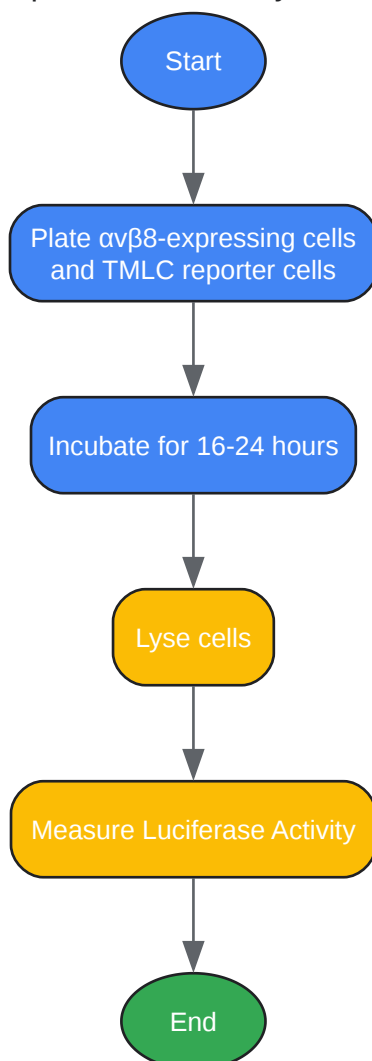 Start
Plate αvβ8-expressing cells
and TMLC reporter cells
Incubate for 16-24 hours
Lyse cells
Measure Luciferase Activity
End